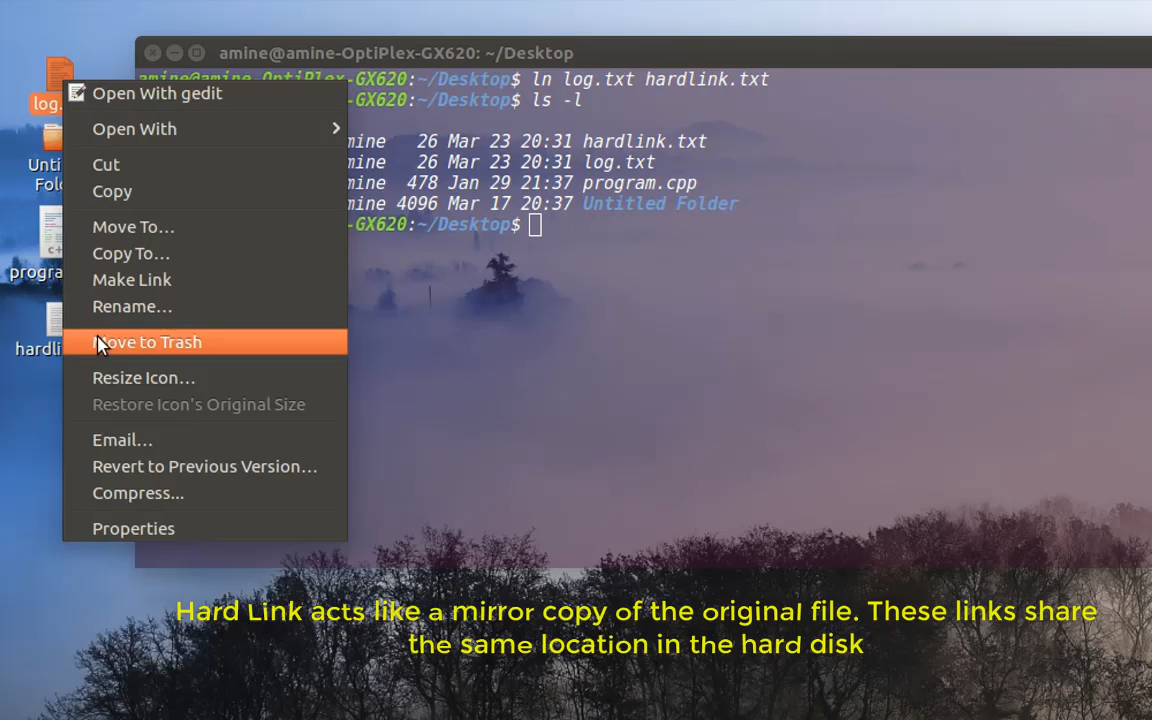 amine@amine-OptiPlex-GX620: ~/Desktop
amine@amine-OptiPlex-GX620:~/Desktop$ ln log.txt hardlink.txt
-GX620:~/Desktop$ ls -l
mine 26 Mar 23 20:31 hardlink.txt
mine 26 Mar 23 20:31 log.txt
mine 478 Jan 29 21:37 program.cpp
mine 4096 Mar 17 20:37 Untitled Folder
-GX620:~/Desktop$
log.
Unti
Fol
progra
hardli
Open With gedit
Open With
Cut
Copy
Move To...
Copy To...
Make Link
Rename...
Move to Trash
Resize Icon...
Restore Icon's Original Size
Email...
Revert to Previous Version...
Compress...
Properties
Hard Link acts like a mirror copy of the original file. These links share
the same location in the hard disk